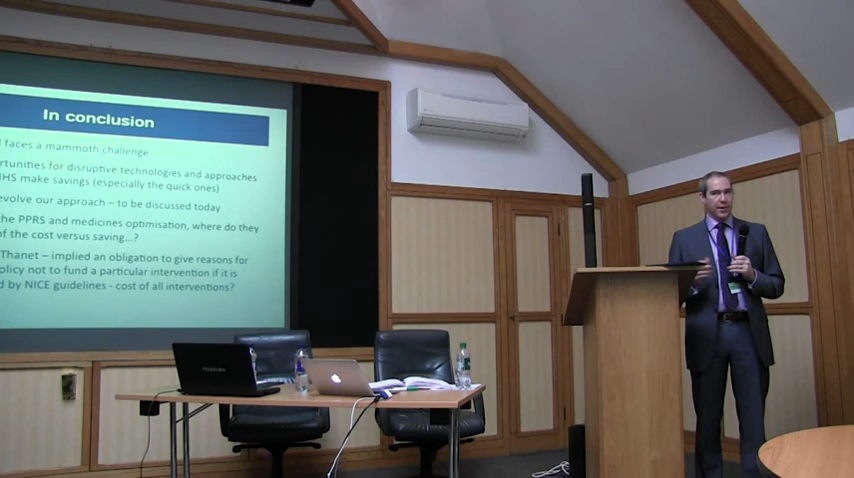 In conclusion
faces a mammoth challenge
rtunities for disruptive technologies and approaches
HS make savings (especially the quick ones)
evolve our approach – to be discussed today
the PPRS and medicines optimisation, where do they
of the cost versus saving…?
Thanet – implied an obligation to give reasons for
olicy not to fund a particular intervention if it is
d by NICE guidelines - cost of all interventions?
TOSHIBA